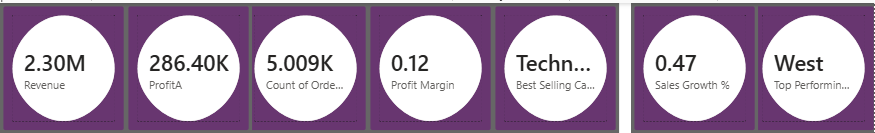 2.30M
Revenue
286.40K
ProfitA
5.009K
Count of Orde...
0.12
Profit Margin
Techn...
Best Selling Ca...
0.47
Sales Growth %
West
Top Performin...